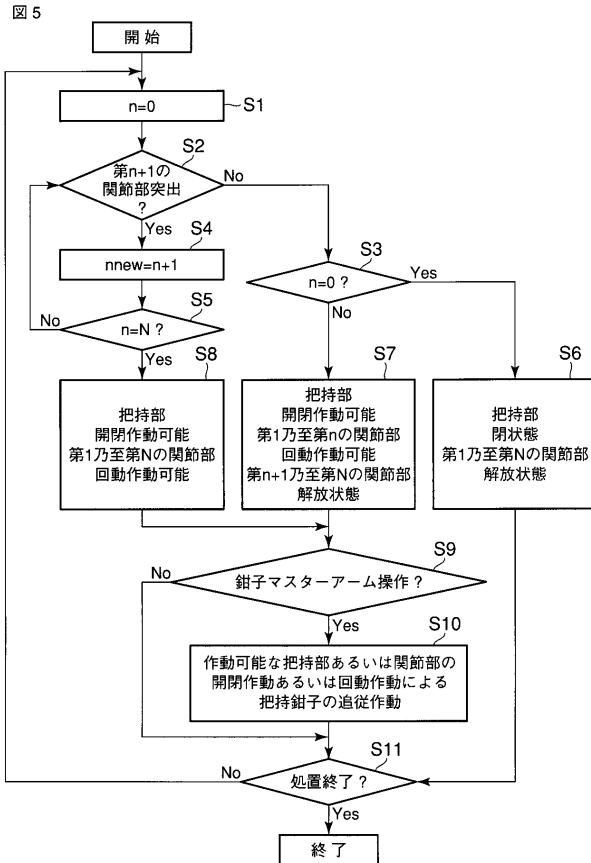 図 5
開 始
n=0
S1
S2
第n+1の
関節部突出
?
No
Yes
S4
nnew=n+1
S3
n=0 ?
Yes
No
S5
n=N ?
No
Yes
S8
把持部
開閉作動可能
第1乃至第Nの関節部
回動作動可能
S7
把持部
開閉作動可能
第1乃至第nの関節部
回動作動可能
第n+1乃至第Nの関節部
解放状態
S6
把持部
閉状態
第1乃至第Nの関節部
解放状態
S9
鉗子マスターアーム操作 ?
No
Yes
S10
作動可能な把持部あるいは関節部の
開閉作動あるいは回動作動による
把持鉗子の追従作動
S11
処置終了 ?
No
Yes
終 了